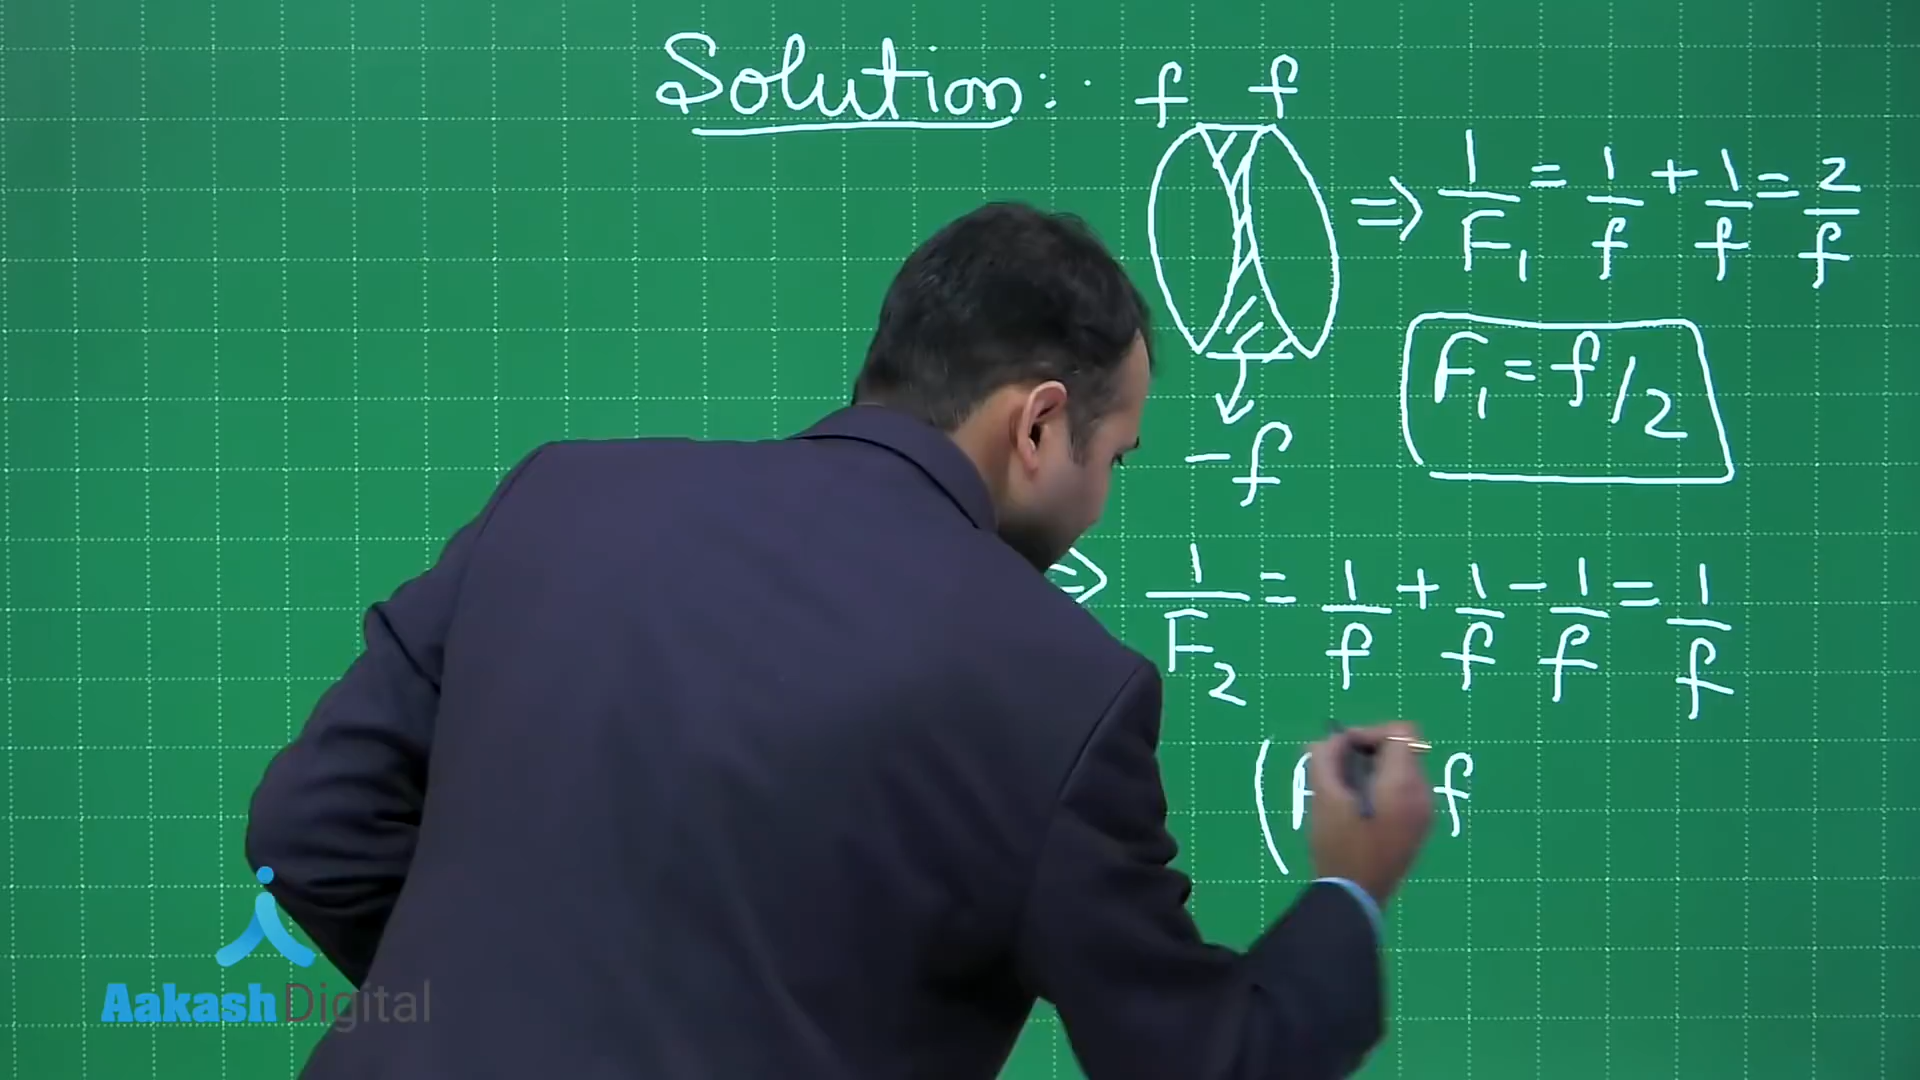 Solution:- f f
⇒ 1/F₁ = 1/f + 1/f = 2/f
F₁ = f/2
-f
⇒ 1/F₂ = 1/f + 1/f - 1/f = 1/f
f
Aakash Digital